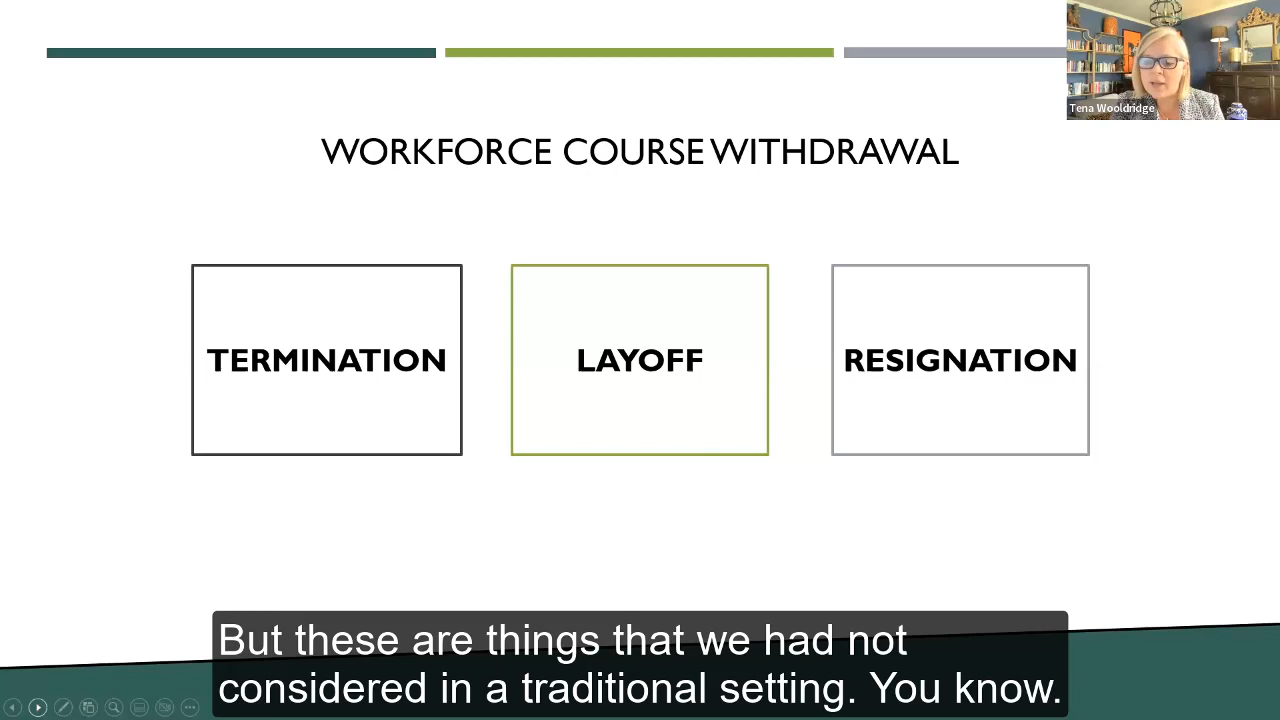 Tena Wooldridge
WORKFORCE COURSE WITHDRAWAL
TERMINATION
LAYOFF
RESIGNATION
But these are things that we had not
considered in a traditional setting. You know.